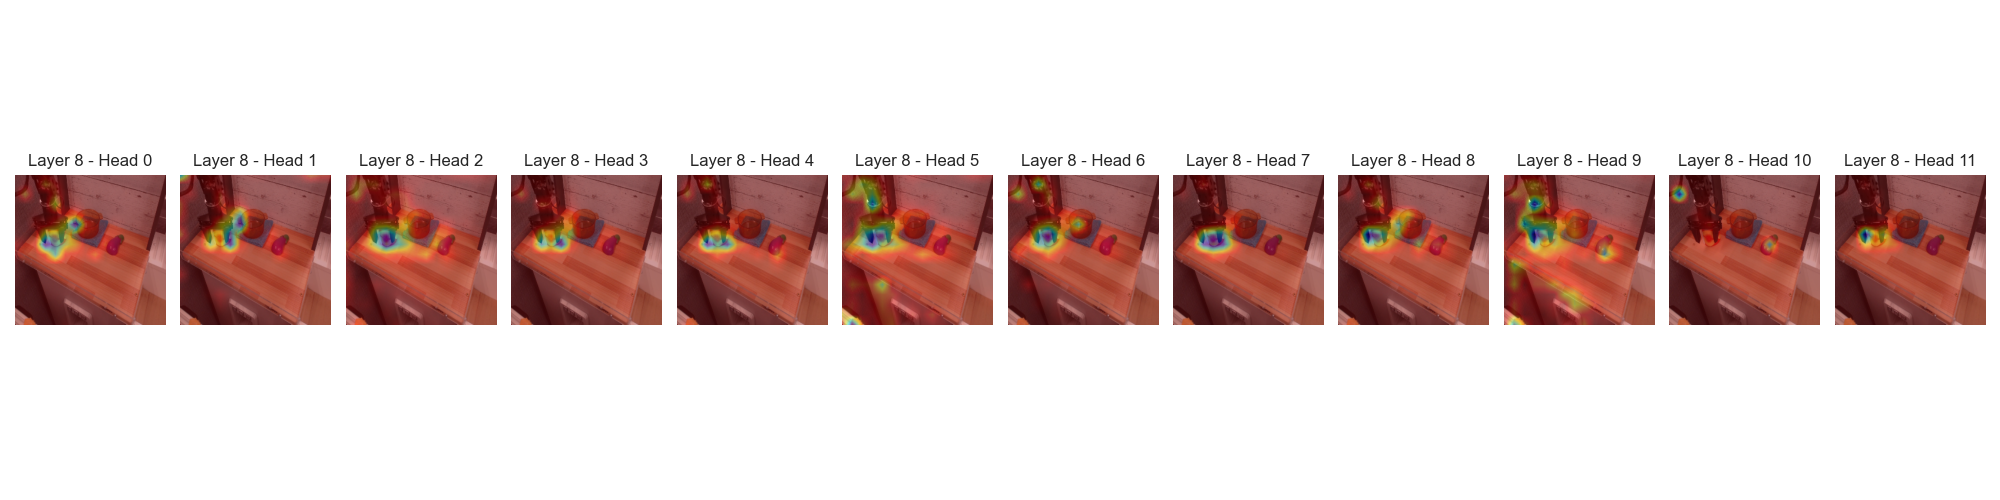 Layer 8 - Head 0
Layer 8 - Head 1
Layer 8 - Head 2
Layer 8 - Head 3
Layer 8 - Head 4
Layer 8 - Head 5
Layer 8 - Head 6
Layer 8 - Head 7
Layer 8 - Head 8
Layer 8 - Head 9
Layer 8 - Head 10
Layer 8 - Head 11